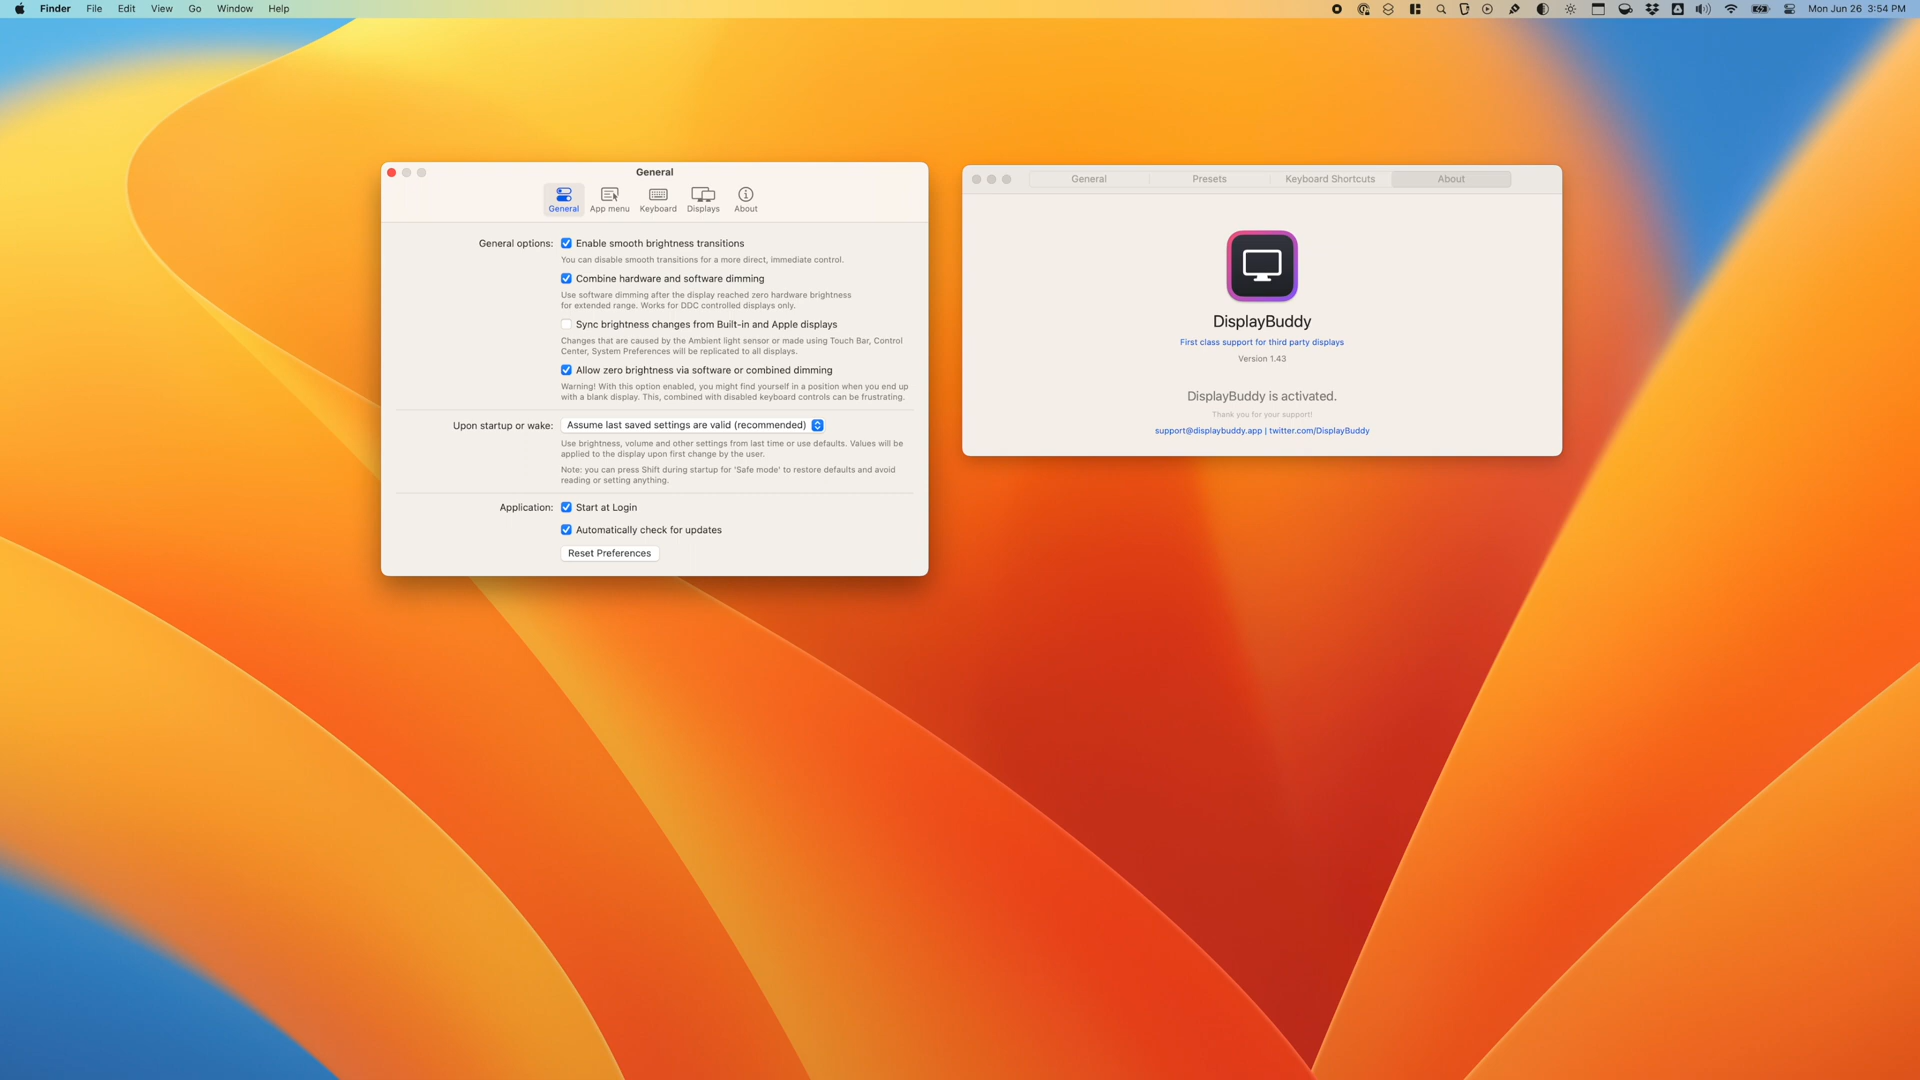 Finder File Edit View Go Window Help
Mon Jun 26 3:54 PM
General
General App menu Keyboard Displays About
General options: Enable smooth brightness transitions
You can disable smooth transitions for a more direct, immediate control.
Combine hardware and software dimming
Use software dimming after the display reached zero hardware brightness
for extended range. Works for DDC controlled displays only.
Sync brightness changes from Built-in and Apple displays
Changes that are caused by the Ambient light sensor or made using Touch Bar, Control
Center, System Preferences will be replicated to all displays.
Allow zero brightness via software or combined dimming
Warning! With this option enabled, you might find yourself in a position when you end up
with a blank display. This, combined with disabled keyboard controls can be frustrating.
Upon startup or wake: Assume last saved settings are valid (recommended)
Use brightness, volume and other settings from last time or use defaults. Values will be
applied to the display upon first change by the user.
Note: you can press Shift during startup for 'Safe mode' to restore defaults and avoid
reading or setting anything.
Application: Start at Login
Automatically check for updates
Reset Preferences
General Presets Keyboard Shortcuts About
DisplayBuddy
First class support for third party displays
Version 1.43
DisplayBuddy is activated.
Thank you for your support!
support@displaybuddy.app | twitter.com/DisplayBuddy